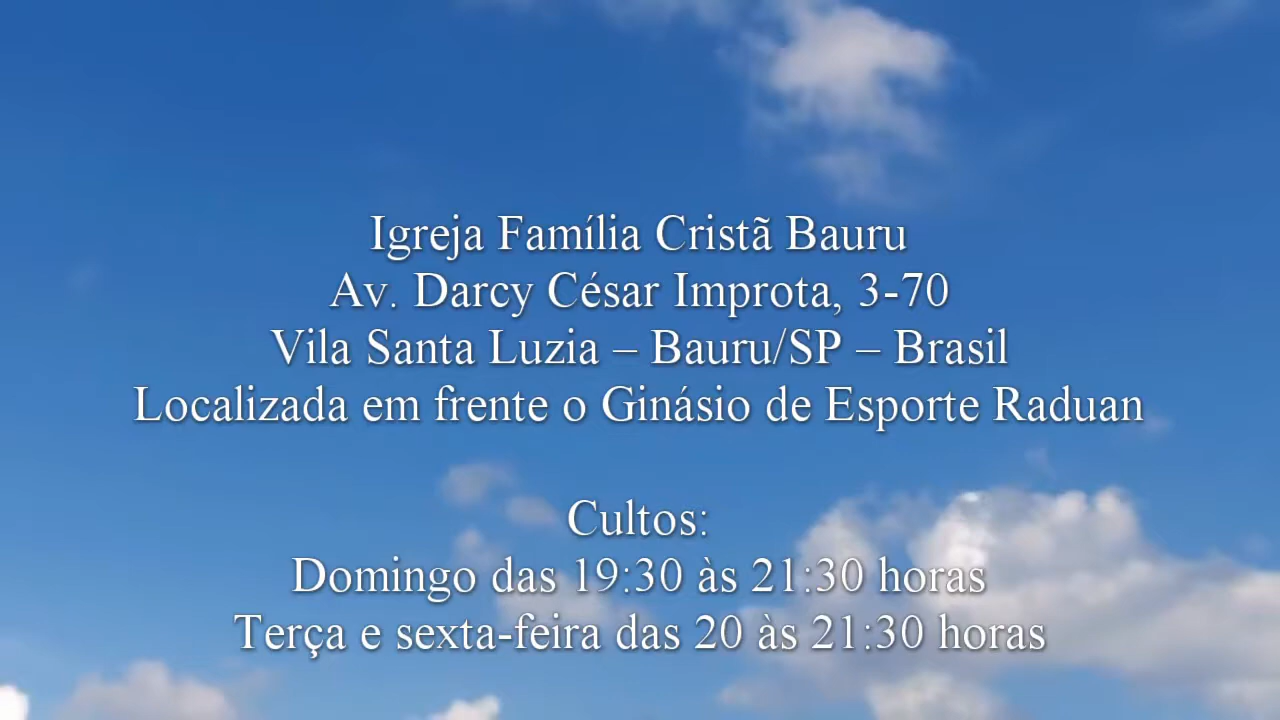 Igreja Família Cristã Bauru
Av. Darcy César Improta, 3-70
Vila Santa Luzia – Bauru/SP – Brasil
Localizada em frente o Ginásio de Esporte Raduan
Cultos:
Domingo das 19:30 às 21:30 horas
Terça e sexta-feira das 20 às 21:30 horas